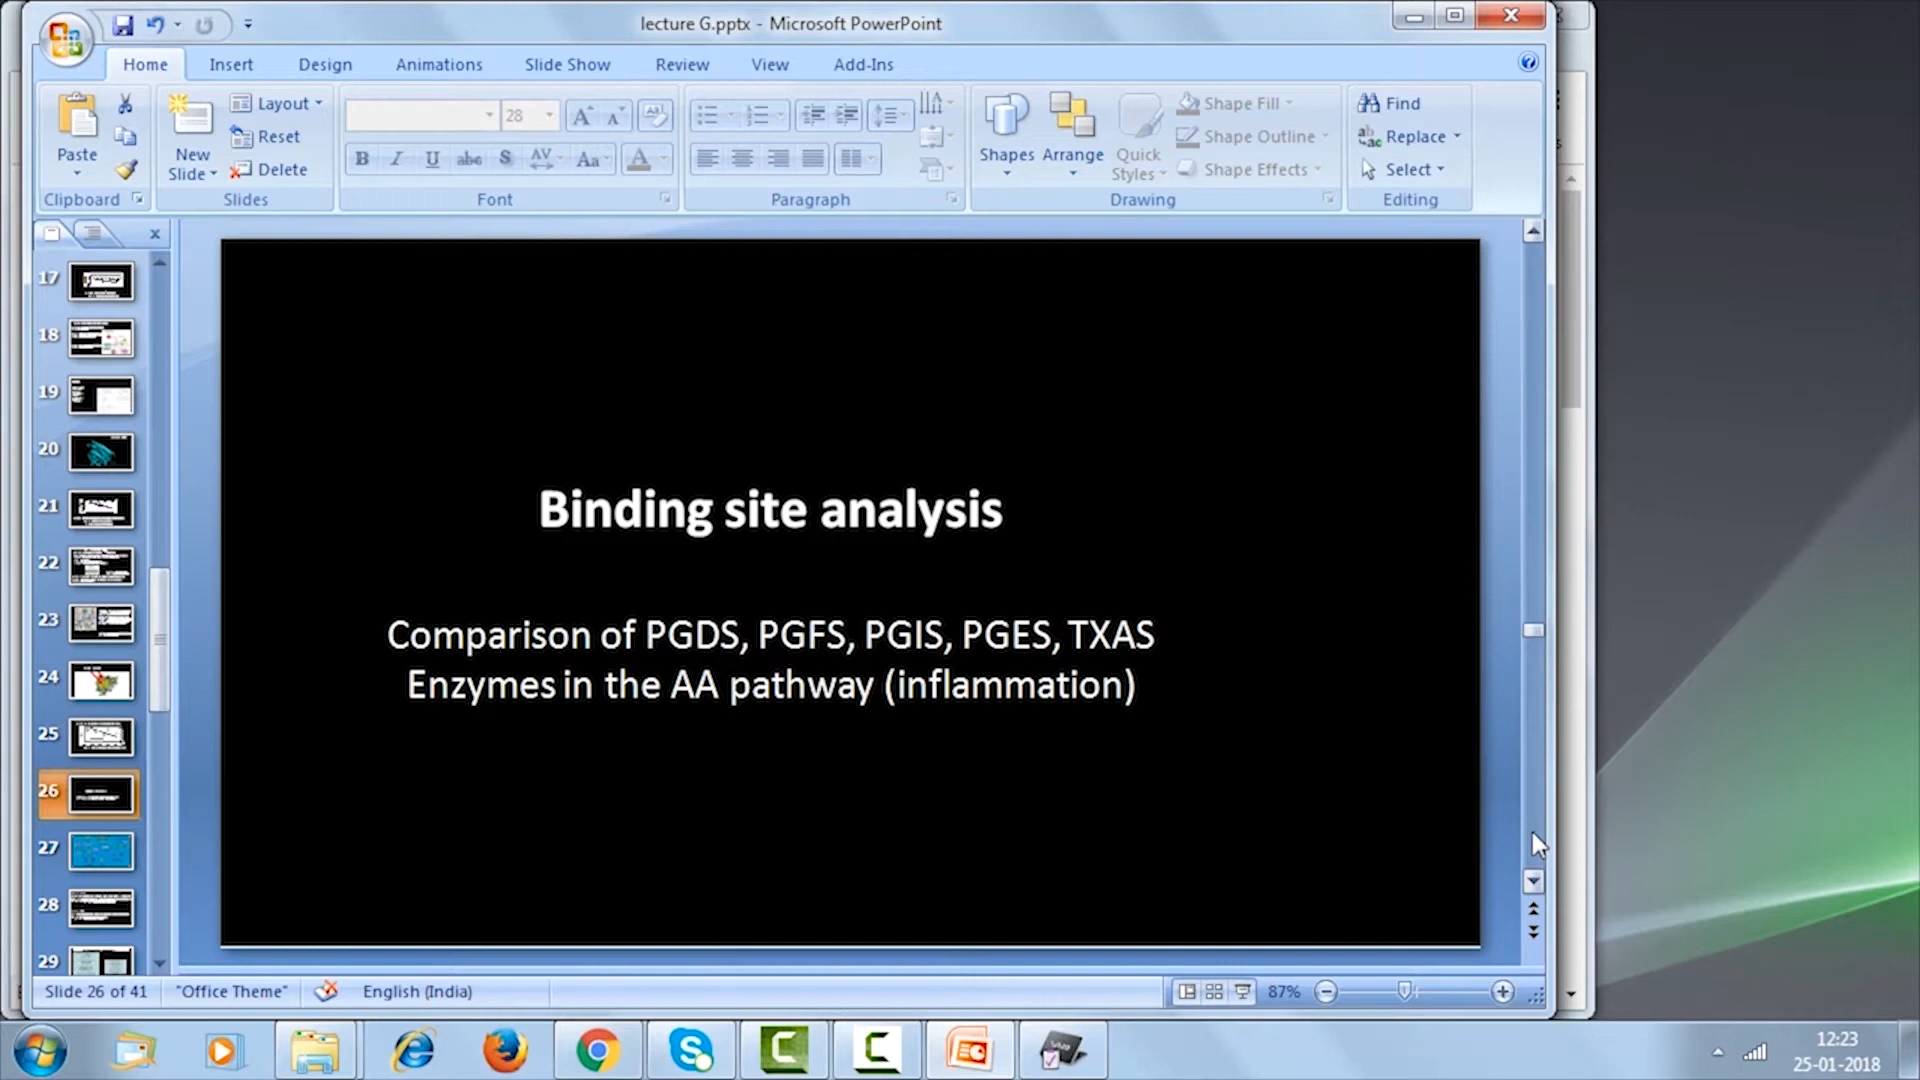 lecture G.pptx - Microsoft PowerPoint
Home Insert Design Animations Slide Show Review View Add-Ins
Paste
Clipboard
New Slide
Layout
Reset
Delete
Slides
28
B I U abc S AV Aa A
Font
Paragraph
Shapes
Arrange
Quick Styles
Shape Fill
Shape Outline
Shape Effects
Drawing
Find
Replace
Select
Editing
17
18
19
20
21
22
23
24
25
26
27
28
29
Binding site analysis
Comparison of PGDS, PGFS, PGIS, PGES, TXAS
Enzymes in the AA pathway (inflammation)
Slide 26 of 41 "Office Theme" English (India) 87%
12:23
25-01-2018